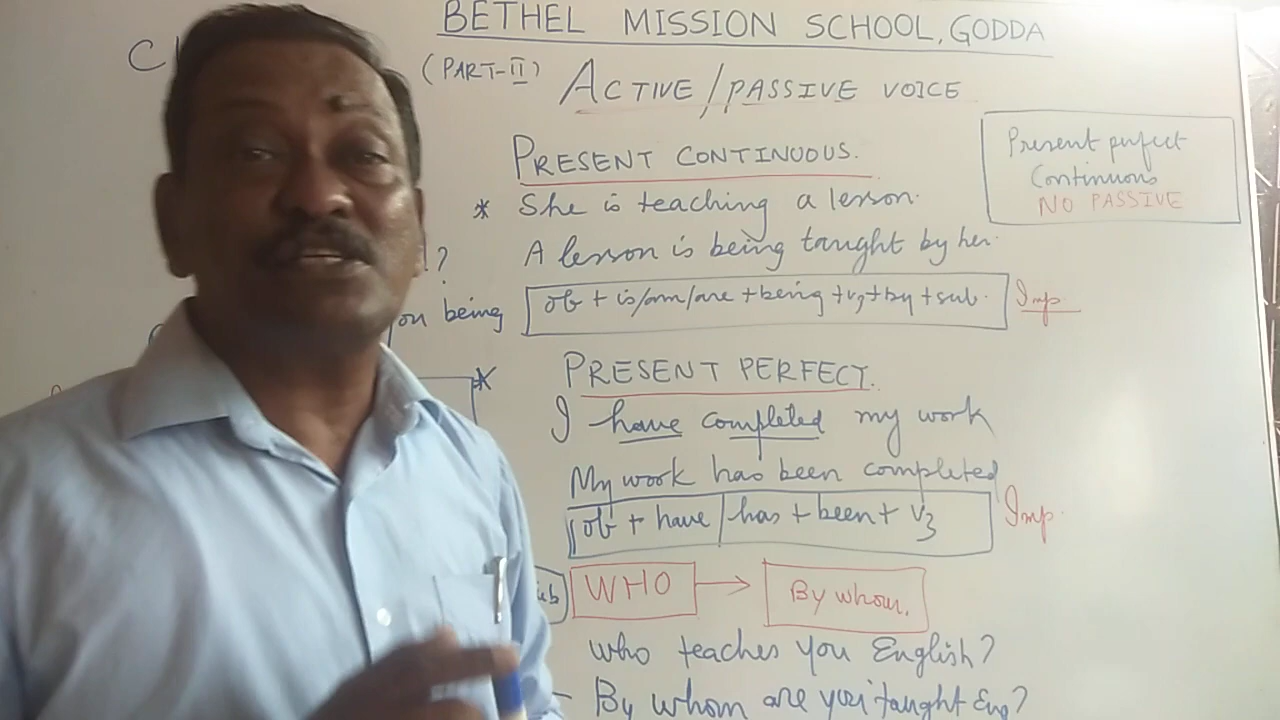 BETHEL MISSION SCHOOL, GODDA
(PART-II)
ACTIVE/PASSIVE VOICE
PRESENT CONTINUOUS.
* She is teaching a lesson.
A lesson is being taught by her.
ob + is/am/are + being + v3 + by + sub.
Imp.
Present perfect
Continuous
NO PASSIVE
?
on being
* PRESENT PERFECT.
I have completed my work
My work has been completed
ob + have / has + been + V3
Imp.
WHO → By whom.
who teaches you English?
By whom are you taught Eng?